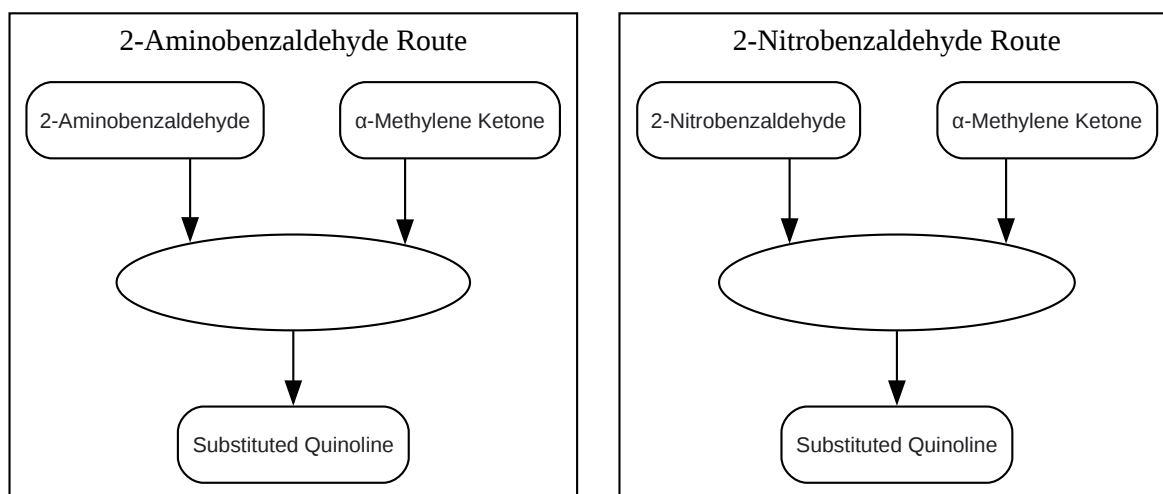 2-Aminobenzaldehyde Route
2-Aminobenzaldehyde
α-Methylene Ketone
Substituted Quinoline
2-Nitrobenzaldehyde Route
2-Nitrobenzaldehyde
α-Methylene Ketone
Substituted Quinoline